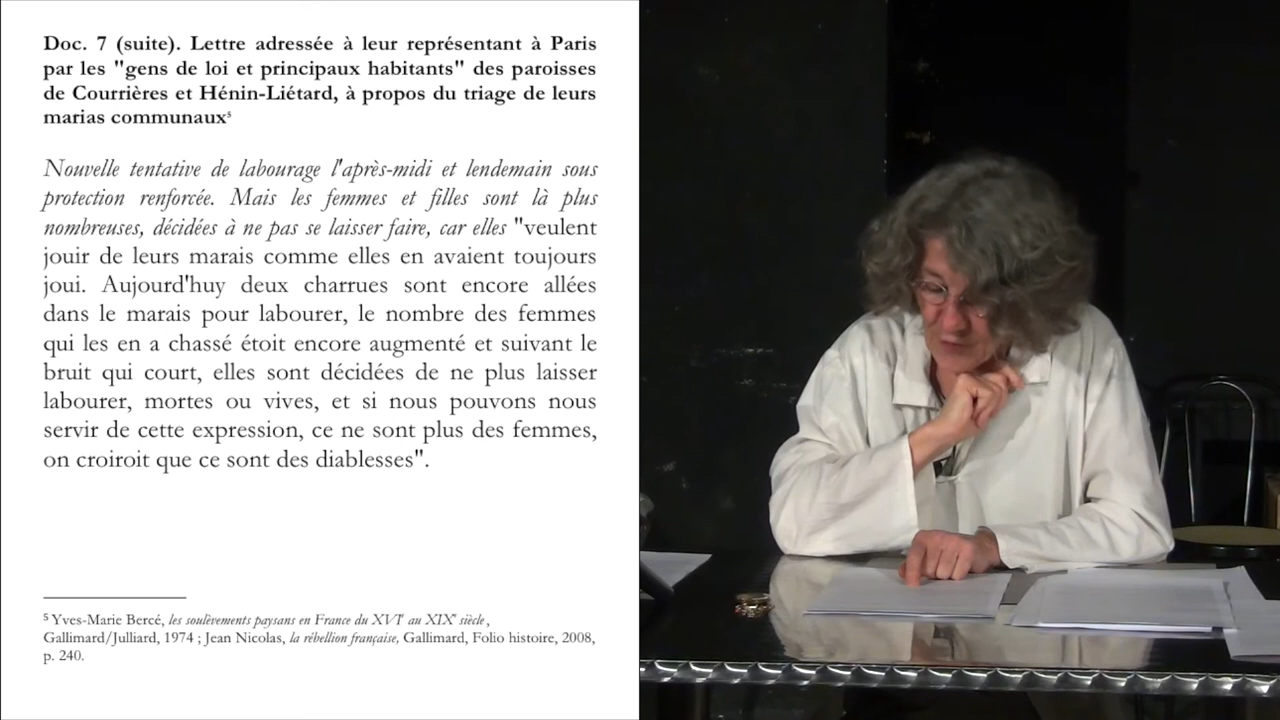 Doc. 7 (suite). Lettre adressée à leur représentant à Paris
par les "gens de loi et principaux habitants" des paroisses
de Courrières et Hénin-Liétard, à propos du triage de leurs
marias communaux⁵
Nouvelle tentative de labourage l'après-midi et lendemain sous
protection renforcée. Mais les femmes et filles sont là plus
nombreuses, décidées à ne pas se laisser faire, car elles "veulent
jouir de leurs marais comme elles en avaient toujours
joui. Aujourd'huy deux charrues sont encore allées
dans le marais pour labourer, le nombre des femmes
qui les en a chassé étoit encore augmenté et suivant le
bruit qui court, elles sont décidées de ne plus laisser
labourer, mortes ou vives, et si nous pouvons nous
servir de cette expression, ce ne sont plus des femmes,
on croiroit que ce sont des diablesses".
⁵ Yves-Marie Bercé, les soulèvements paysans en France du XVIᵉ au XIXᵉ siècle,
Gallimard/Julliard, 1974 ; Jean Nicolas, la rébellion française, Gallimard, Folio histoire, 2008,
p. 240.